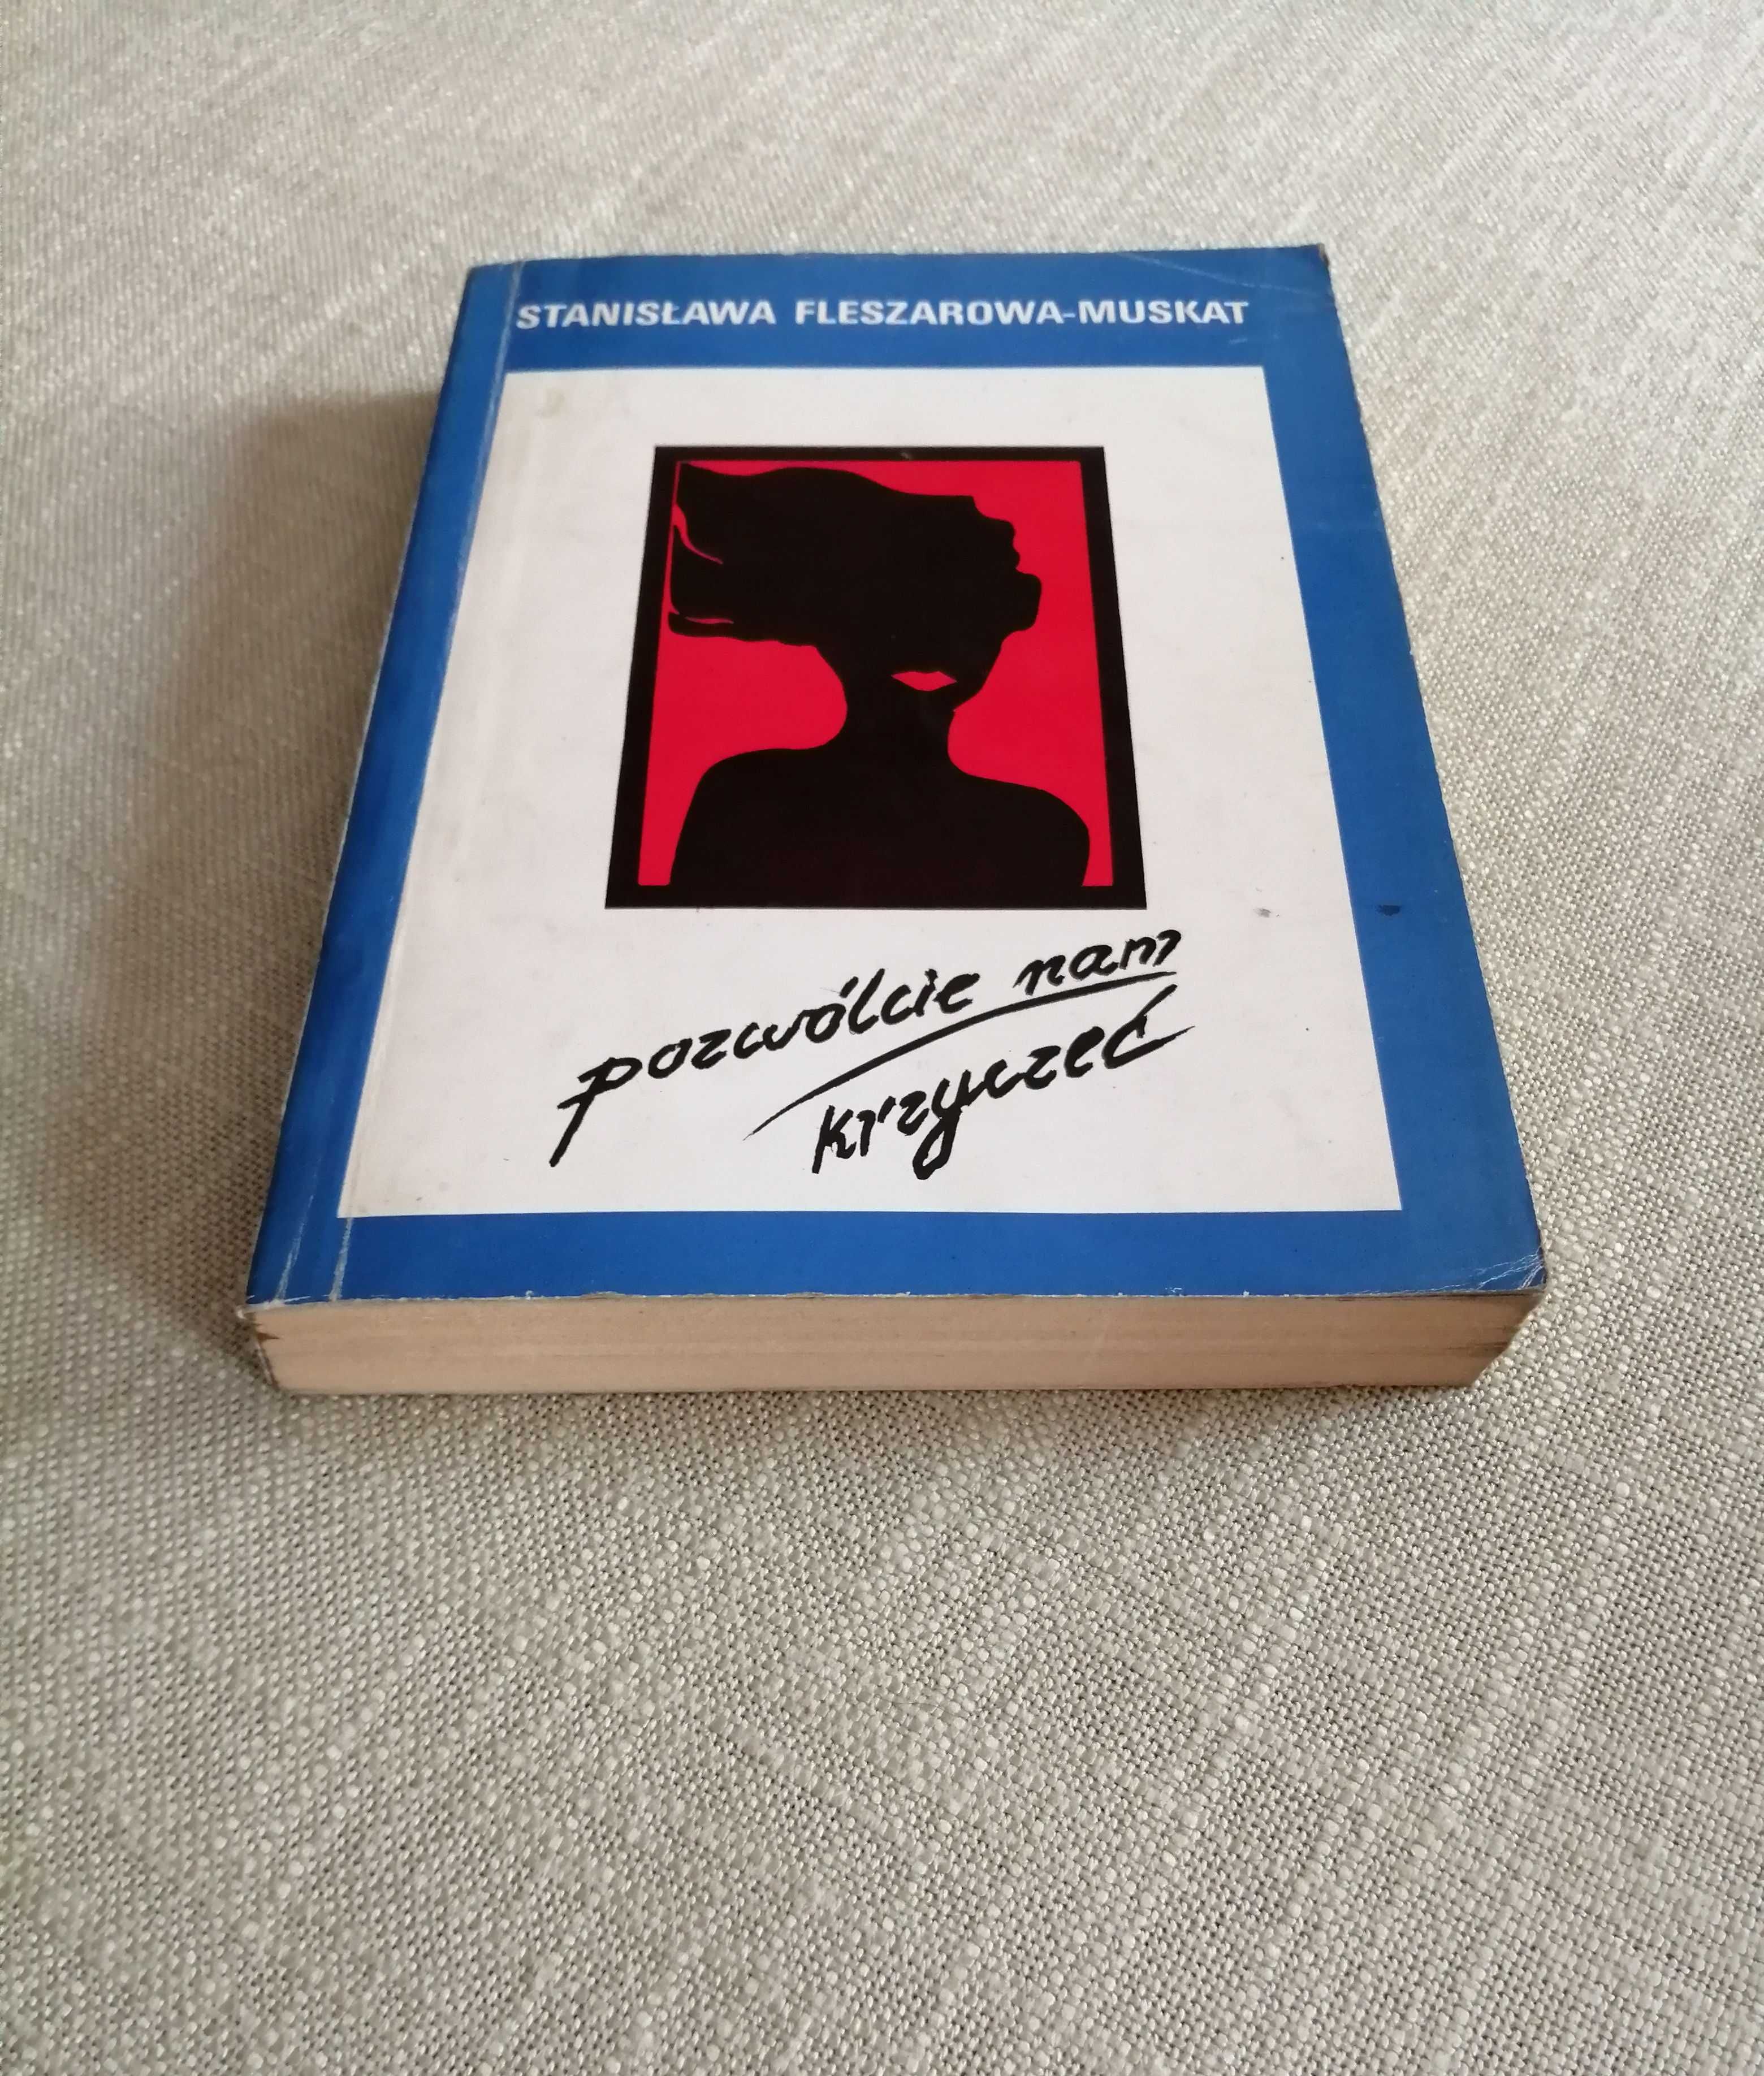 STANISŁAWA FLESZAROWA-MUSKAT
pozwólcie nam
krzyczeć